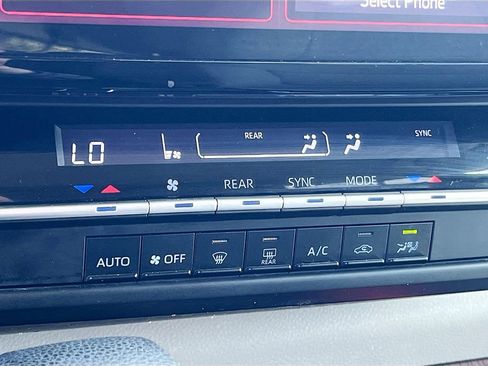 Select Phone
LO REAR SYNC
REAR SYNC MODE
AUTO OFF REAR A/C